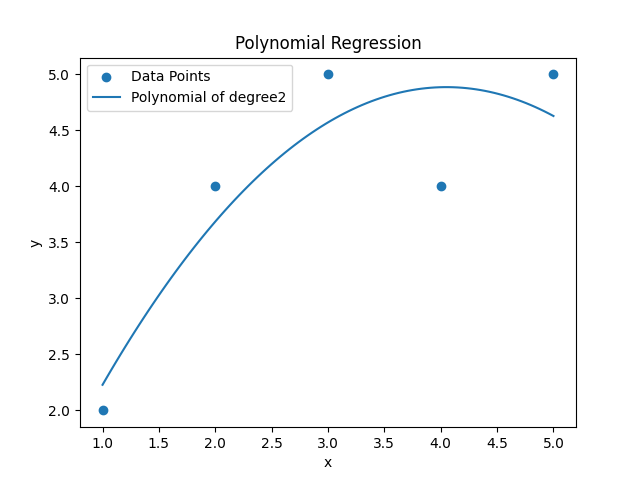 Polynomial Regression
Data Points
Polynomial of degree2
y
5.0
4.5
4.0
3.5
3.0
2.5
2.0
1.0 1.5 2.0 2.5 3.0 3.5 4.0 4.5 5.0
x